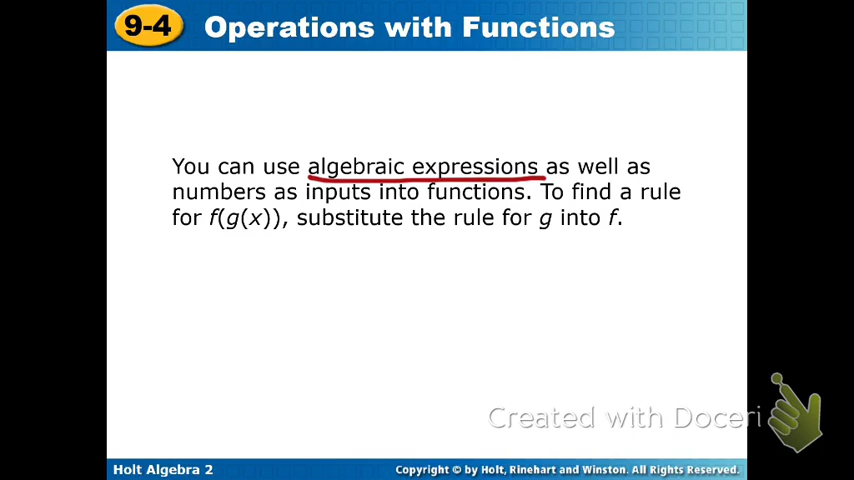 9-4 Operations with Functions
You can use algebraic expressions as well as
numbers as inputs into functions. To find a rule
for f(g(x)), substitute the rule for g into f.
Created with Doceri
Holt Algebra 2
Copyright © by Holt, Rinehart and Winston. All Rights Reserved.